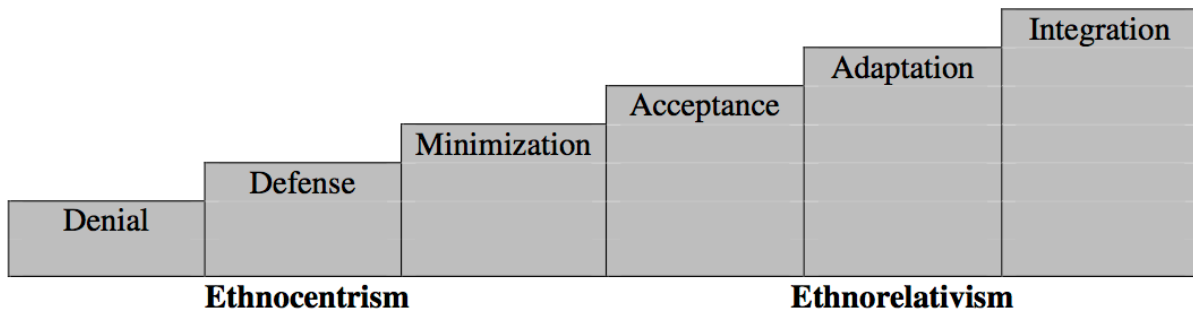 Integration
Adaptation
Acceptance
Minimization
Defense
Denial
Ethnocentrism Ethnorelativism